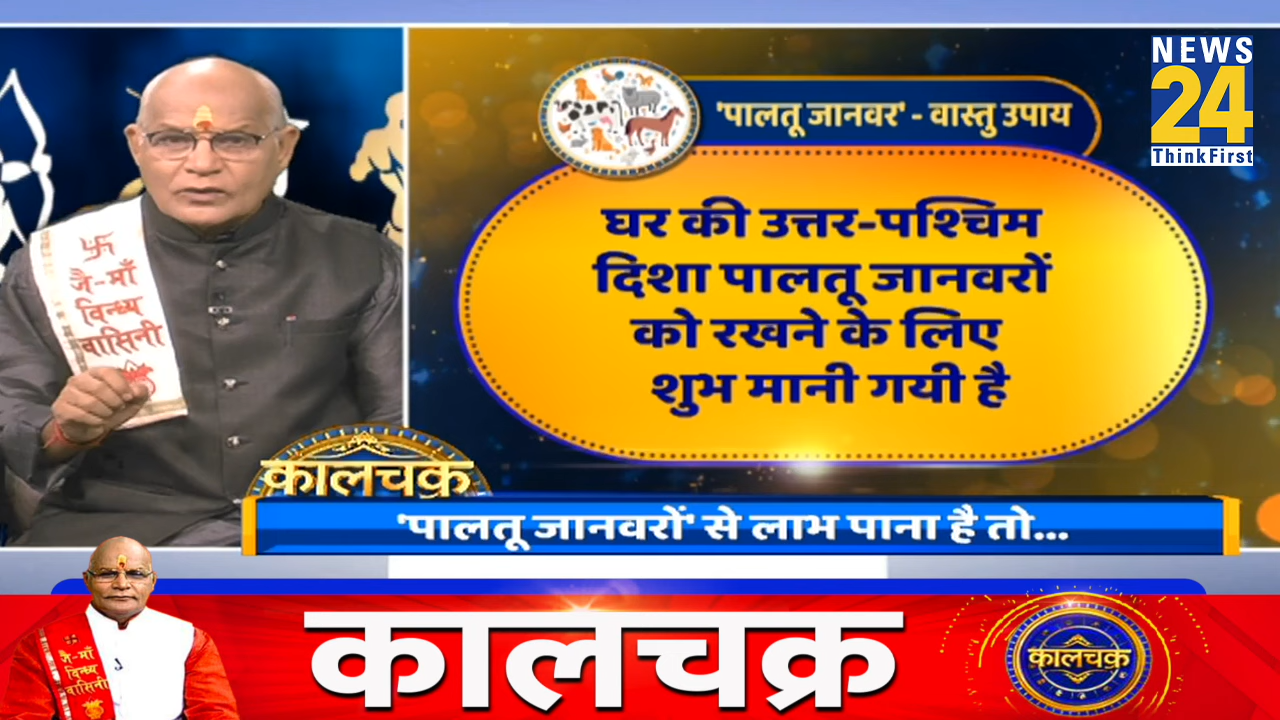 NEWS
24
ThinkFirst
'पालतू जानवर' - वास्तु उपाय
घर की उत्तर-पश्चिम
दिशा पालतू जानवरों
को रखने के लिए
शुभ मानी गयी है
जै-माँ
विन्ध्य
वासिनी
कालचक्र
'पालतू जानवरों' से लाभ पाना है तो...
जै-माँ
विन्ध्य
वासिनी
कालचक्र
कालचक्र